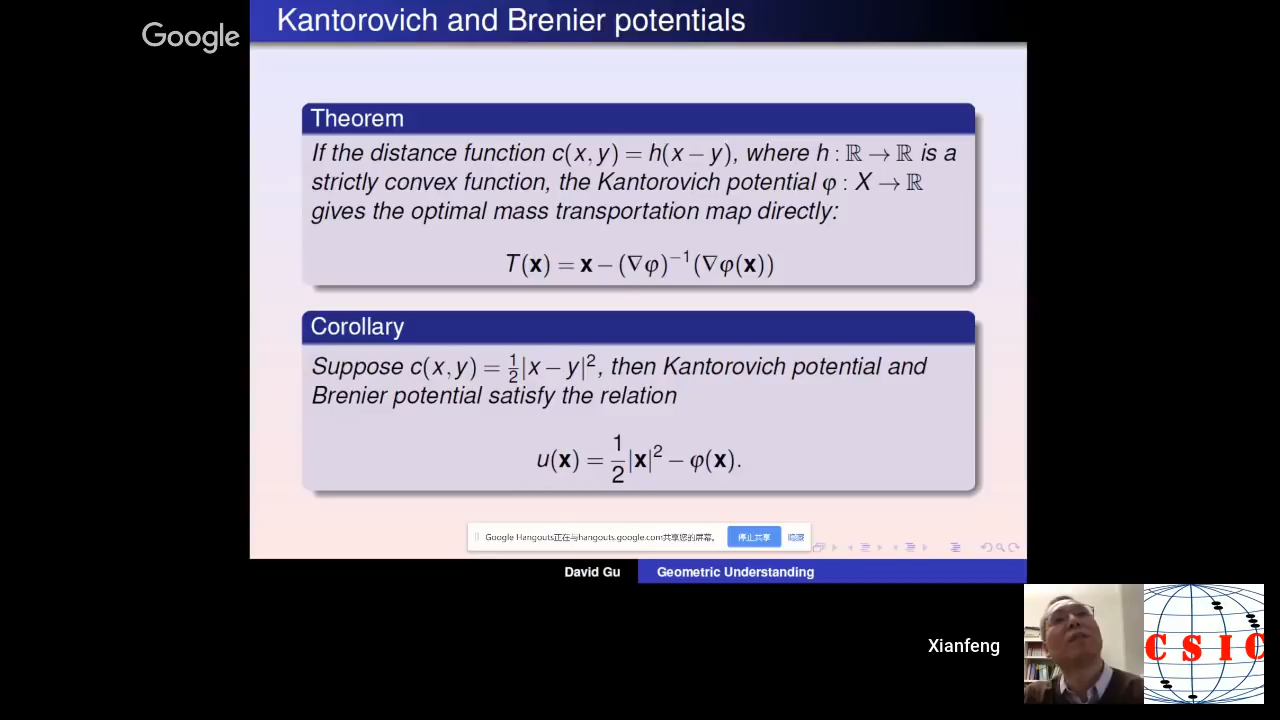 Google
Kantorovich and Brenier potentials
Theorem
If the distance function c(x, y) = h(x − y), where h : ℝ → ℝ is a
strictly convex function, the Kantorovich potential φ : X → ℝ
gives the optimal mass transportation map directly:
T(x) = x − (∇φ)⁻¹(∇φ(x))
Corollary
Suppose c(x, y) = ½|x − y|², then Kantorovich potential and
Brenier potential satisfy the relation
u(x) = ½|x|² − φ(x).
Google Hangouts正在与hangouts.google.com共享您的屏幕。 停止共享 隐藏
David Gu Geometric Understanding
Xianfeng
CSIC